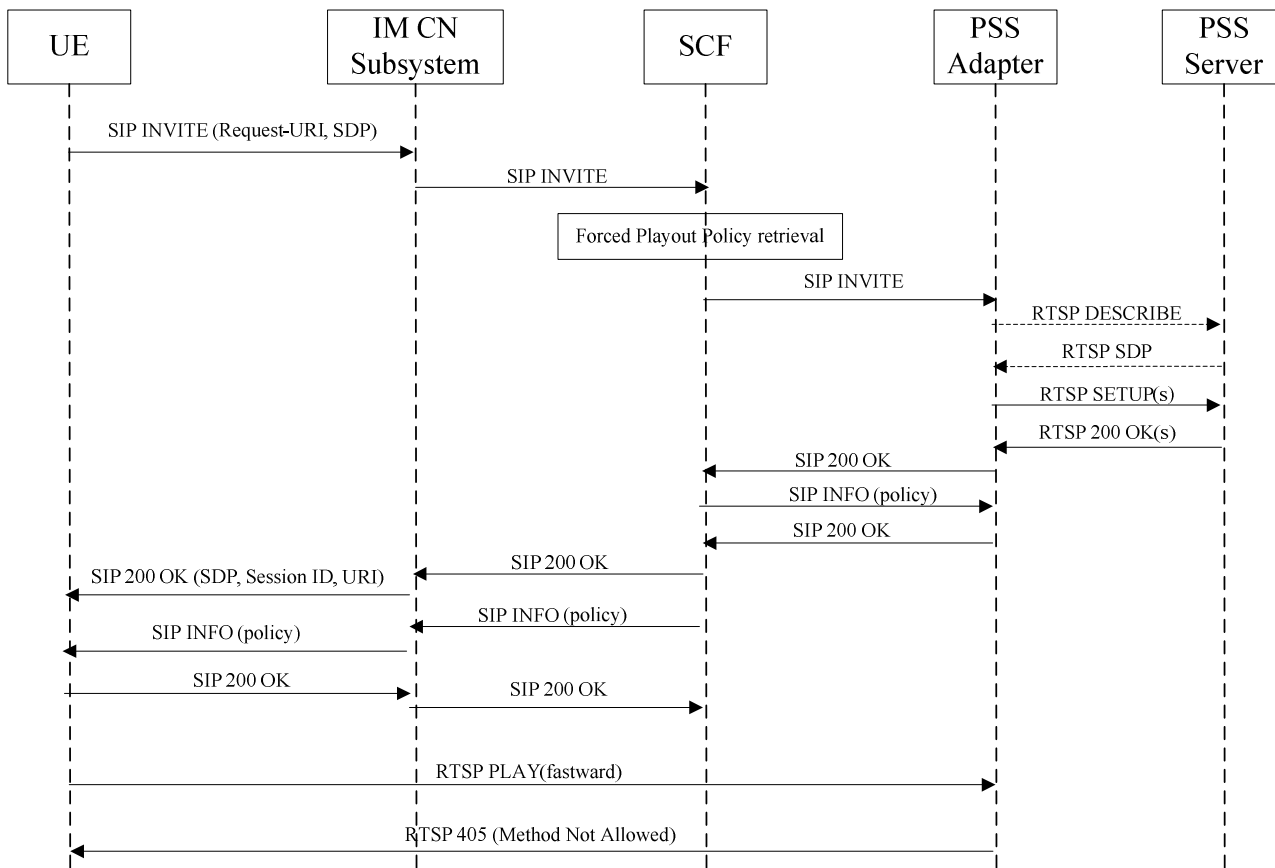 UE
IM CN
Subsystem
SCF
PSS
Adapter
PSS
Server
SIP INVITE (Request-URI, SDP)
SIP INVITE
Forced Playout Policy retrieval
SIP INVITE
RTSP DESCRIBE
RTSP SDP
RTSP SETUP(s)
RTSP 200 OK(s)
SIP 200 OK
SIP INFO (policy)
SIP 200 OK
SIP 200 OK
SIP 200 OK (SDP, Session ID, URI)
SIP INFO (policy)
SIP INFO (policy)
SIP 200 OK
SIP 200 OK
RTSP PLAY(fastward)
RTSP 405 (Method Not Allowed)